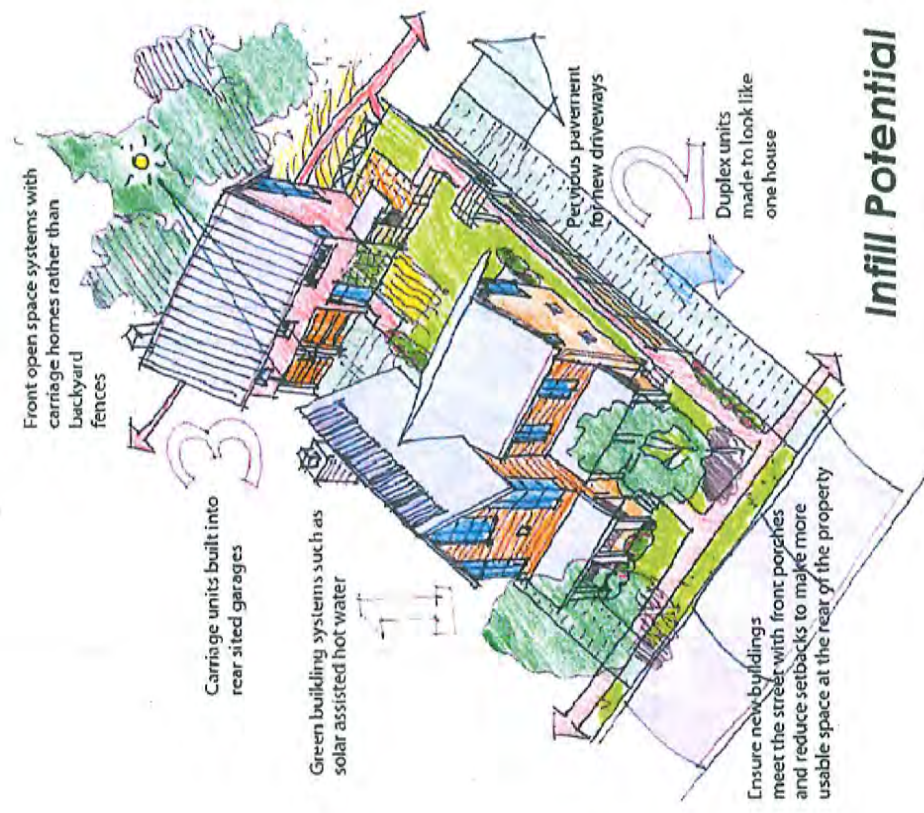 Front open space systems with
carriage homes rather than
backyard
fences
3
Carriage units built into
rear sited garages
Green building systems such as
solar assisted hot water
1
Pervious pavement
for new driveways
2
Duplex units
made to look like
one house
Ensure new buildings
meet the street with front porches
and reduce setbacks to make more
usable space at the rear of the property
Infill Potential